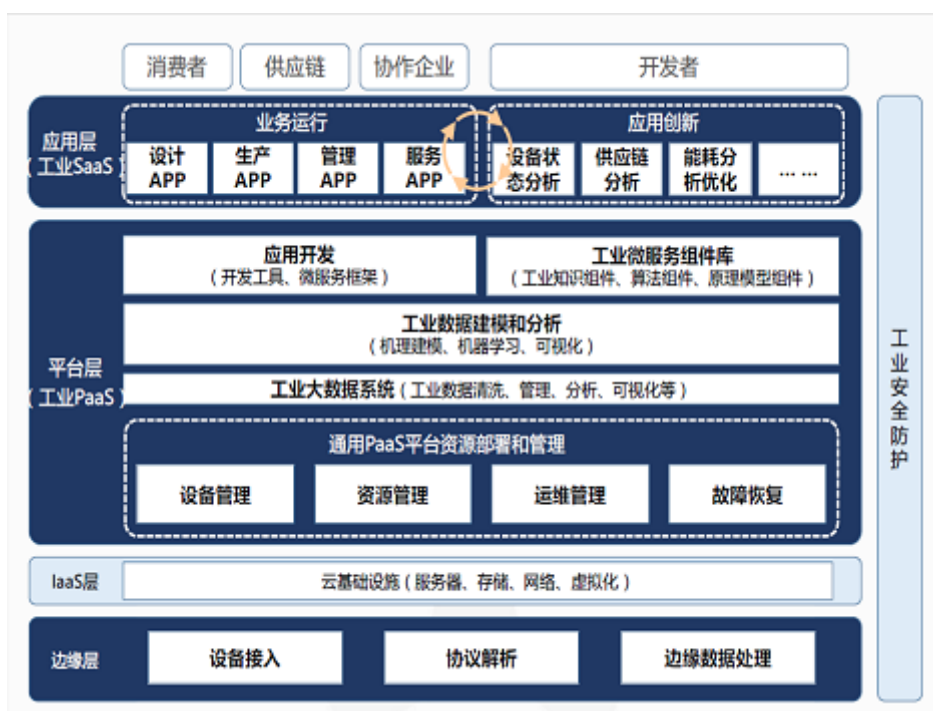 消费者
供应链
协作企业
开发者
应用层
（工业SaaS）
业务运行
设计
APP
生产
APP
管理
APP
服务
APP
应用创新
设备状
态分析
供应链
分析
能耗分
析优化
... ...
平台层
（工业PaaS）
应用开发
（开发工具、微服务框架）
工业微服务组件库
（工业知识组件、算法组件、原理模型组件）
工业数据建模和分析
（机理建模、机器学习、可视化）
工业大数据系统（工业数据清洗、管理、分析、可视化等）
通用PaaS平台资源部署和管理
设备管理
资源管理
运维管理
故障恢复
IaaS层
云基础设施（服务器、存储、网络、虚拟化）
边缘层
设备接入
协议解析
边缘数据处理
工业安全防护